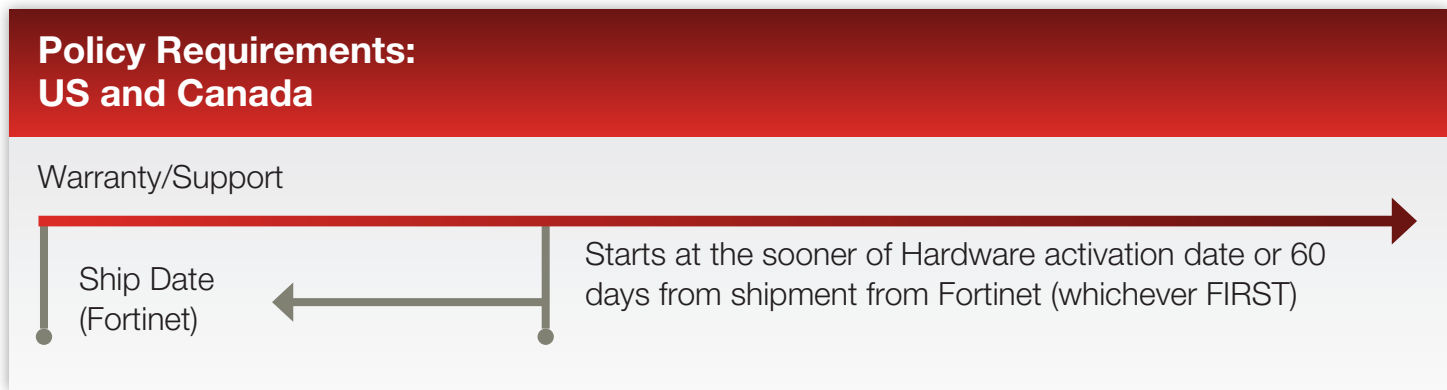 Policy Requirements:
US and Canada
Warranty/Support
Ship Date
(Fortinet)
Starts at the sooner of Hardware activation date or 60
days from shipment from Fortinet (whichever FIRST)